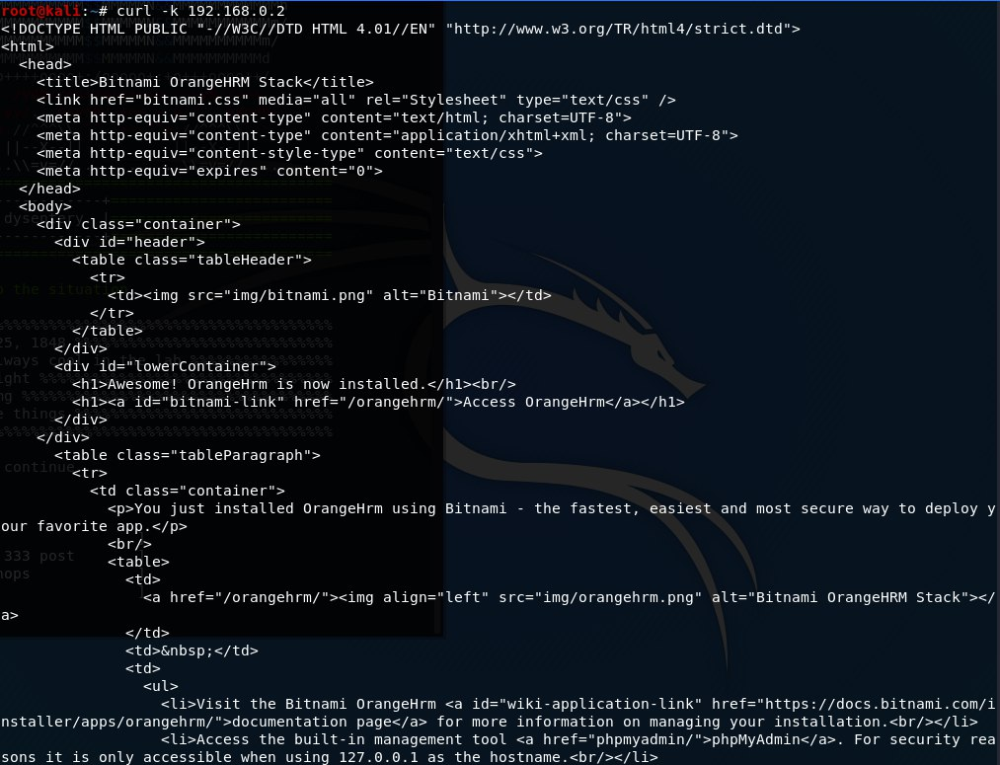 root@kali:~# curl -k 192.168.0.2
<!DOCTYPE HTML PUBLIC "-//W3C//DTD HTML 4.01//EN" "http://www.w3.org/TR/html4/strict.dtd">
<html>
  <head>
    <title>Bitnami OrangeHRM Stack</title>
    <link href="bitnami.css" media="all" rel="Stylesheet" type="text/css" />
    <meta http-equiv="content-type" content="text/html; charset=UTF-8">
    <meta http-equiv="content-type" content="application/xhtml+xml; charset=UTF-8">
    <meta http-equiv="content-style-type" content="text/css">
    <meta http-equiv="expires" content="0">
  </head>
  <body>
    <div class="container">
      <div id="header">
        <table class="tableHeader">
          <tr>
            <td><img src="img/bitnami.png" alt="Bitnami"></td>
          </tr>
        </table>
      </div>
      <div id="lowerContainer">
        <h1>Awesome! OrangeHrm is now installed.</h1><br/>
        <h1><a id="bitnami-link" href="/orangehrm/">Access OrangeHrm</a></h1>
      </div>
    </div>
      <table class="tableParagraph">
        <tr>
          <td class="container">
            <p>You just installed OrangeHrm using Bitnami - the fastest, easiest and most secure way to deploy y
our favorite app.</p>
            <br/>
            <table>
              <td>
                <a href="/orangehrm/"><img align="left" src="img/orangehrm.png" alt="Bitnami OrangeHRM Stack"></
a>
              </td>
              <td>&nbsp;</td>
              <td>
                <ul>
                  <li>Visit the Bitnami OrangeHrm <a id="wiki-application-link" href="https://docs.bitnami.com/i
nstaller/apps/orangehrm/">documentation page</a> for more information on managing your installation.<br/></li>
                  <li>Access the built-in management tool <a href="phpmyadmin/">phpMyAdmin</a>. For security rea
sons it is only accessible when using 127.0.0.1 as the hostname.<br/></li>